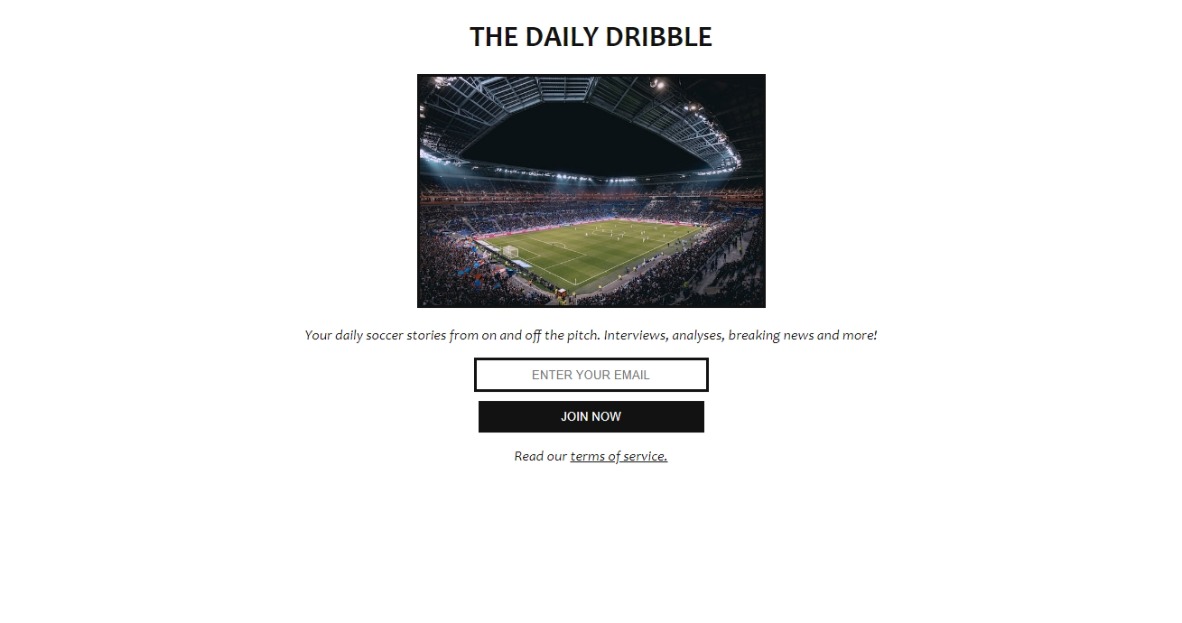 THE DAILY DRIBBLE
Your daily soccer stories from on and off the pitch. Interviews, analyses, breaking news and more!
ENTER YOUR EMAIL
JOIN NOW
Read our terms of service.